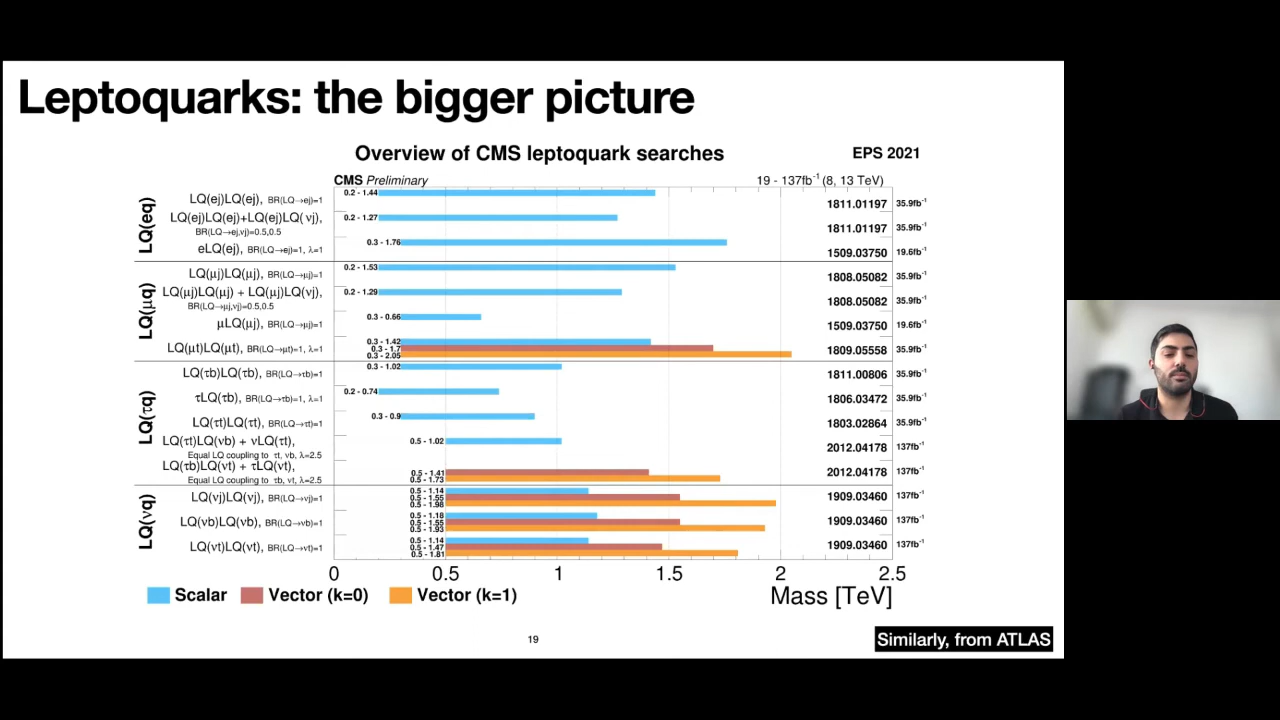 Leptoquarks: the bigger picture
Overview of CMS leptoquark searches
EPS 2021
CMS Preliminary
19 - 137fb⁻¹ (8, 13 TeV)
LQ(eq)
LQ(ej)LQ(ej), BR(LQ→ej)=1 0.2 - 1.44 1811.01197 35.9fb⁻¹
LQ(ej)LQ(ej)+LQ(ej)LQ(νj), 0.2 - 1.27 1811.01197 35.9fb⁻¹
BR(LQ→ej,νj)=0.5,0.5
eLQ(ej), BR(LQ→ej)=1, λ=1 0.3 - 1.76 1509.03750 19.6fb⁻¹
LQ(μq)
LQ(μj)LQ(μj), BR(LQ→μj)=1 0.2 - 1.53 1808.05082 35.9fb⁻¹
LQ(μj)LQ(μj) + LQ(μj)LQ(νj), 0.2 - 1.29 1808.05082 35.9fb⁻¹
BR(LQ→μj,νj)=0.5,0.5
μLQ(μj), BR(LQ→μj)=1 0.3 - 0.66 1509.03750 19.6fb⁻¹
LQ(μt)LQ(μt), BR(LQ→μt)=1, λ=1 0.3 - 1.42 0.3 - 1.7 0.3 - 2.05 1809.05558 35.9fb⁻¹
LQ(τq)
LQ(τb)LQ(τb), BR(LQ→τb)=1 0.3 - 1.02 1811.00806 35.9fb⁻¹
τLQ(τb), BR(LQ→τb)=1, λ=1 0.2 - 0.74 1806.03472 35.9fb⁻¹
LQ(τt)LQ(τt), BR(LQ→τt)=1 0.3 - 0.9 1803.02864 35.9fb⁻¹
LQ(τt)LQ(νb) + νLQ(τt), 0.5 - 1.02 2012.04178 137fb⁻¹
Equal LQ coupling to τt, νb, λ=2.5
LQ(τb)LQ(νt) + τLQ(νt), 0.5 - 1.41 0.5 - 1.73 2012.04178 137fb⁻¹
Equal LQ coupling to τb, νt, λ=2.5
LQ(νq)
LQ(νj)LQ(νj), BR(LQ→νj)=1 0.5 - 1.14 0.5 - 1.55 0.5 - 1.98 1909.03460 137fb⁻¹
LQ(νb)LQ(νb), BR(LQ→νb)=1 0.5 - 1.18 0.5 - 1.55 0.5 - 1.93 1909.03460 137fb⁻¹
LQ(νt)LQ(νt), BR(LQ→νt)=1 0.5 - 1.14 0.5 - 1.47 0.5 - 1.81 1909.03460 137fb⁻¹
0 0.5 1 1.5 2 2.5
Scalar Vector (k=0) Vector (k=1) Mass [TeV]
19
Similarly, from ATLAS